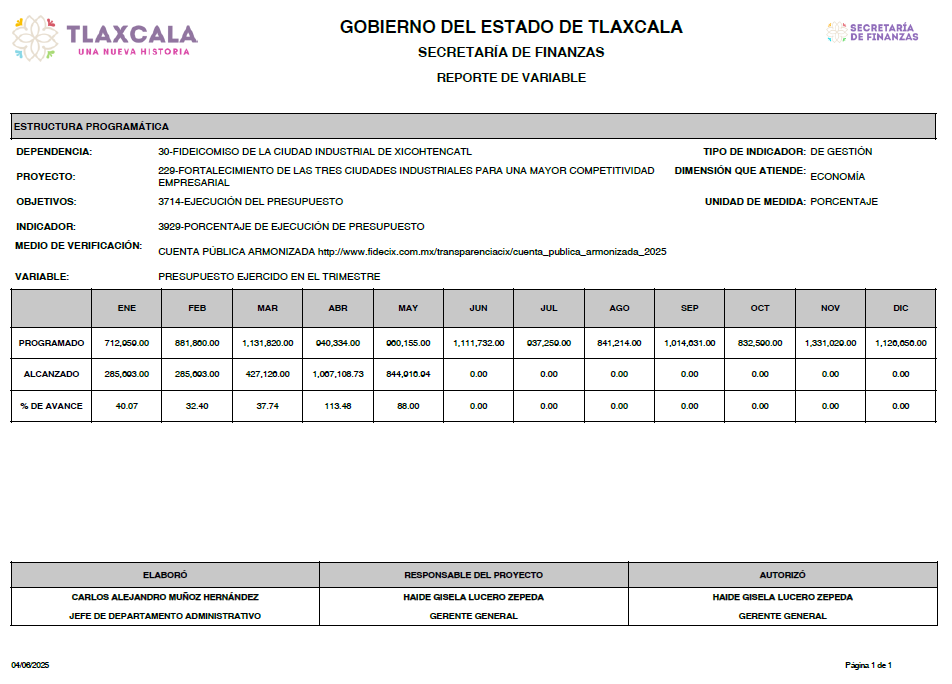 TLAXCALA
UNA NUEVA HISTORIA
GOBIERNO DEL ESTADO DE TLAXCALA
SECRETARÍA DE FINANZAS
REPORTE DE VARIABLE
SECRETARÍA
DE FINANZAS
ESTRUCTURA PROGRAMÁTICA
DEPENDENCIA: 30-FIDEICOMISO DE LA CIUDAD INDUSTRIAL DE XICOHTENCATL TIPO DE INDICADOR: DE GESTIÓN
PROYECTO: 229-FORTALECIMIENTO DE LAS TRES CIUDADES INDUSTRIALES PARA UNA MAYOR COMPETITIVIDAD
EMPRESARIAL
DIMENSIÓN QUE ATIENDE: ECONOMÍA
OBJETIVOS: 3714-EJECUCIÓN DEL PRESUPUESTO UNIDAD DE MEDIDA: PORCENTAJE
INDICADOR: 3929-PORCENTAJE DE EJECUCIÓN DE PRESUPUESTO
MEDIO DE VERIFICACIÓN: CUENTA PÚBLICA ARMONIZADA http://www.fidecix.com.mx/transparenciacix/cuenta_publica_armonizada_2025
VARIABLE: PRESUPUESTO EJERCIDO EN EL TRIMESTRE
ENE FEB MAR ABR MAY JUN JUL AGO SEP OCT NOV DIC
PROGRAMADO 712,959.00 881,860.00 1,131,820.00 940,334.00 960,155.00 1,111,732.00 937,259.00 841,214.00 1,014,631.00 832,590.00 1,331,029.00 1,126,656.00
ALCANZADO 285,693.00 285,693.00 427,126.00 1,067,108.73 844,916.94 0.00 0.00 0.00 0.00 0.00 0.00 0.00
% DE AVANCE 40.07 32.40 37.74 113.48 88.00 0.00 0.00 0.00 0.00 0.00 0.00 0.00
ELABORÓ RESPONSABLE DEL PROYECTO AUTORIZÓ
CARLOS ALEJANDRO MUÑOZ HERNÁNDEZ HAIDE GISELA LUCERO ZEPEDA HAIDE GISELA LUCERO ZEPEDA
JEFE DE DEPARTAMENTO ADMINISTRATIVO GERENTE GENERAL GERENTE GENERAL
04/06/2025 Página 1 de 1